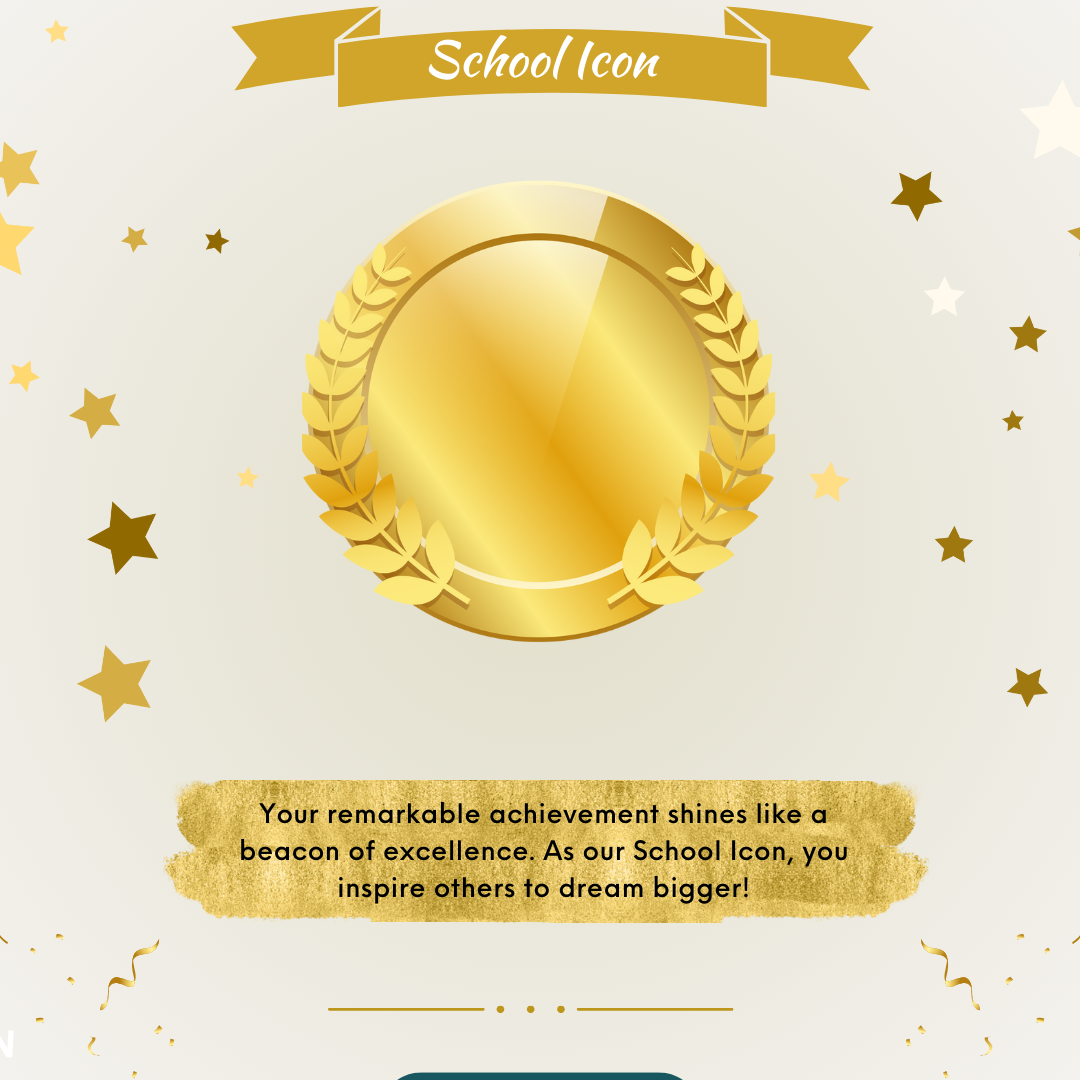 School Icon
Your remarkable achievement shines like a
beacon of excellence. As our School Icon, you
inspire others to dream bigger!
N